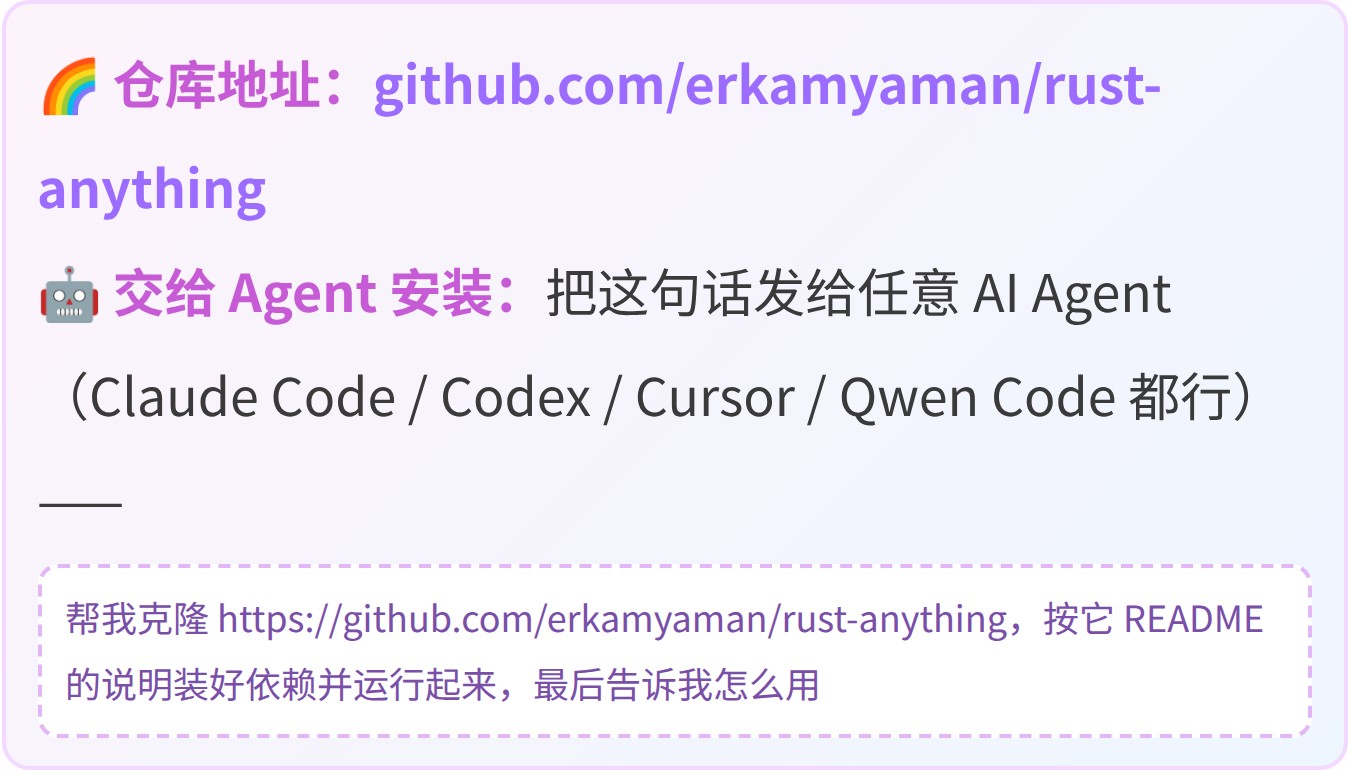 🌈 仓库地址：github.com/erkamyaman/rust-
anything
🤖 交给 Agent 安装：把这句话发给任意 AI Agent
（Claude Code / Codex / Cursor / Qwen Code 都行）
——
帮我克隆 https://github.com/erkamyaman/rust-anything，按它 README
的说明装好依赖并运行起来，最后告诉我怎么用